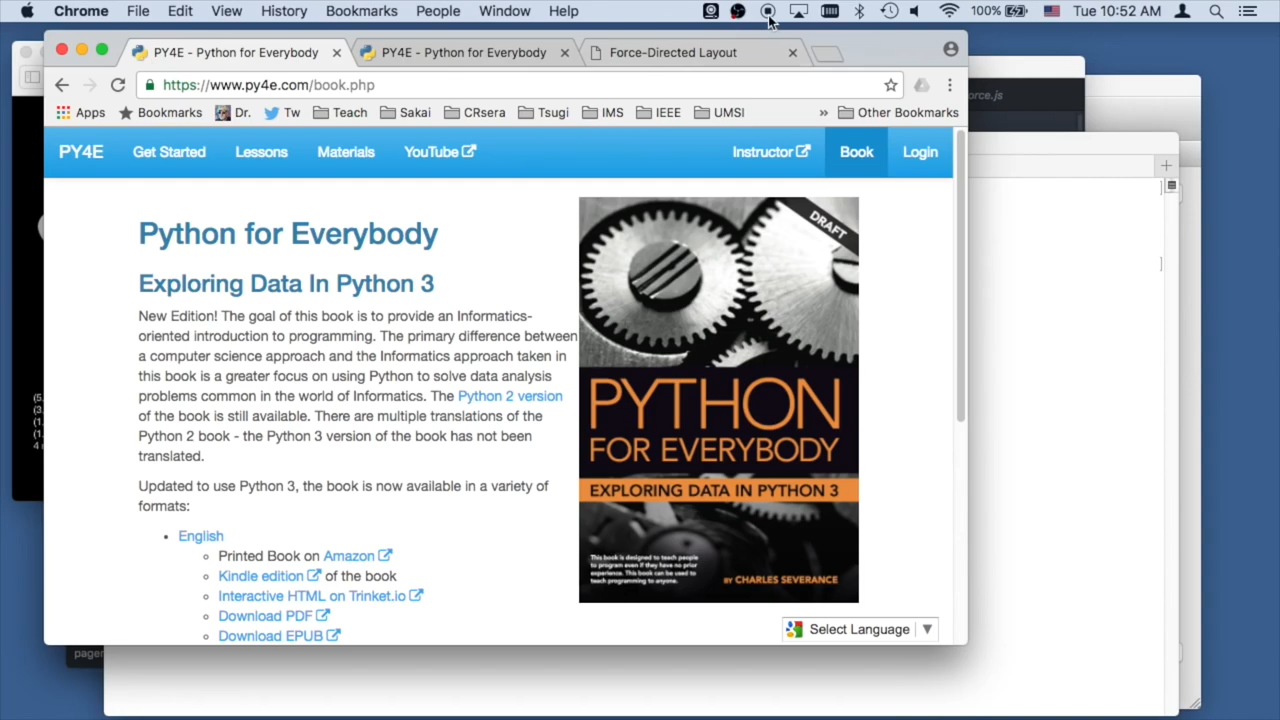 Chrome File Edit View History Bookmarks People Window Help 100% Tue 10:52 AM
PY4E - Python for Everybody PY4E - Python for Everybody Force-Directed Layout
https://www.py4e.com/book.php
Apps Bookmarks Dr. Tw Teach Sakai CRsera Tsugi IMS IEEE UMSI » Other Bookmarks
orce.js
PY4E Get Started Lessons Materials YouTube Instructor Book Login
Python for Everybody
Exploring Data In Python 3
New Edition! The goal of this book is to provide an Informatics-
oriented introduction to programming. The primary difference between
a computer science approach and the Informatics approach taken in
this book is a greater focus on using Python to solve data analysis
problems common in the world of Informatics. The Python 2 version
of the book is still available. There are multiple translations of the
Python 2 book - the Python 3 version of the book has not been
translated.
Updated to use Python 3, the book is now available in a variety of
formats:
• English
Printed Book on Amazon
Kindle edition of the book
Interactive HTML on Trinket.io
Download PDF
Download EPUB
DRAFT
PYTHON
FOR EVERYBODY
EXPLORING DATA IN PYTHON 3
This book is designed to teach people
to program even if they have no prior
experience. This book can be used to
teach programming to anyone.
BY CHARLES SEVERANCE
Select Language ▼
(5.
(3,
(1.
(1.
4
pager